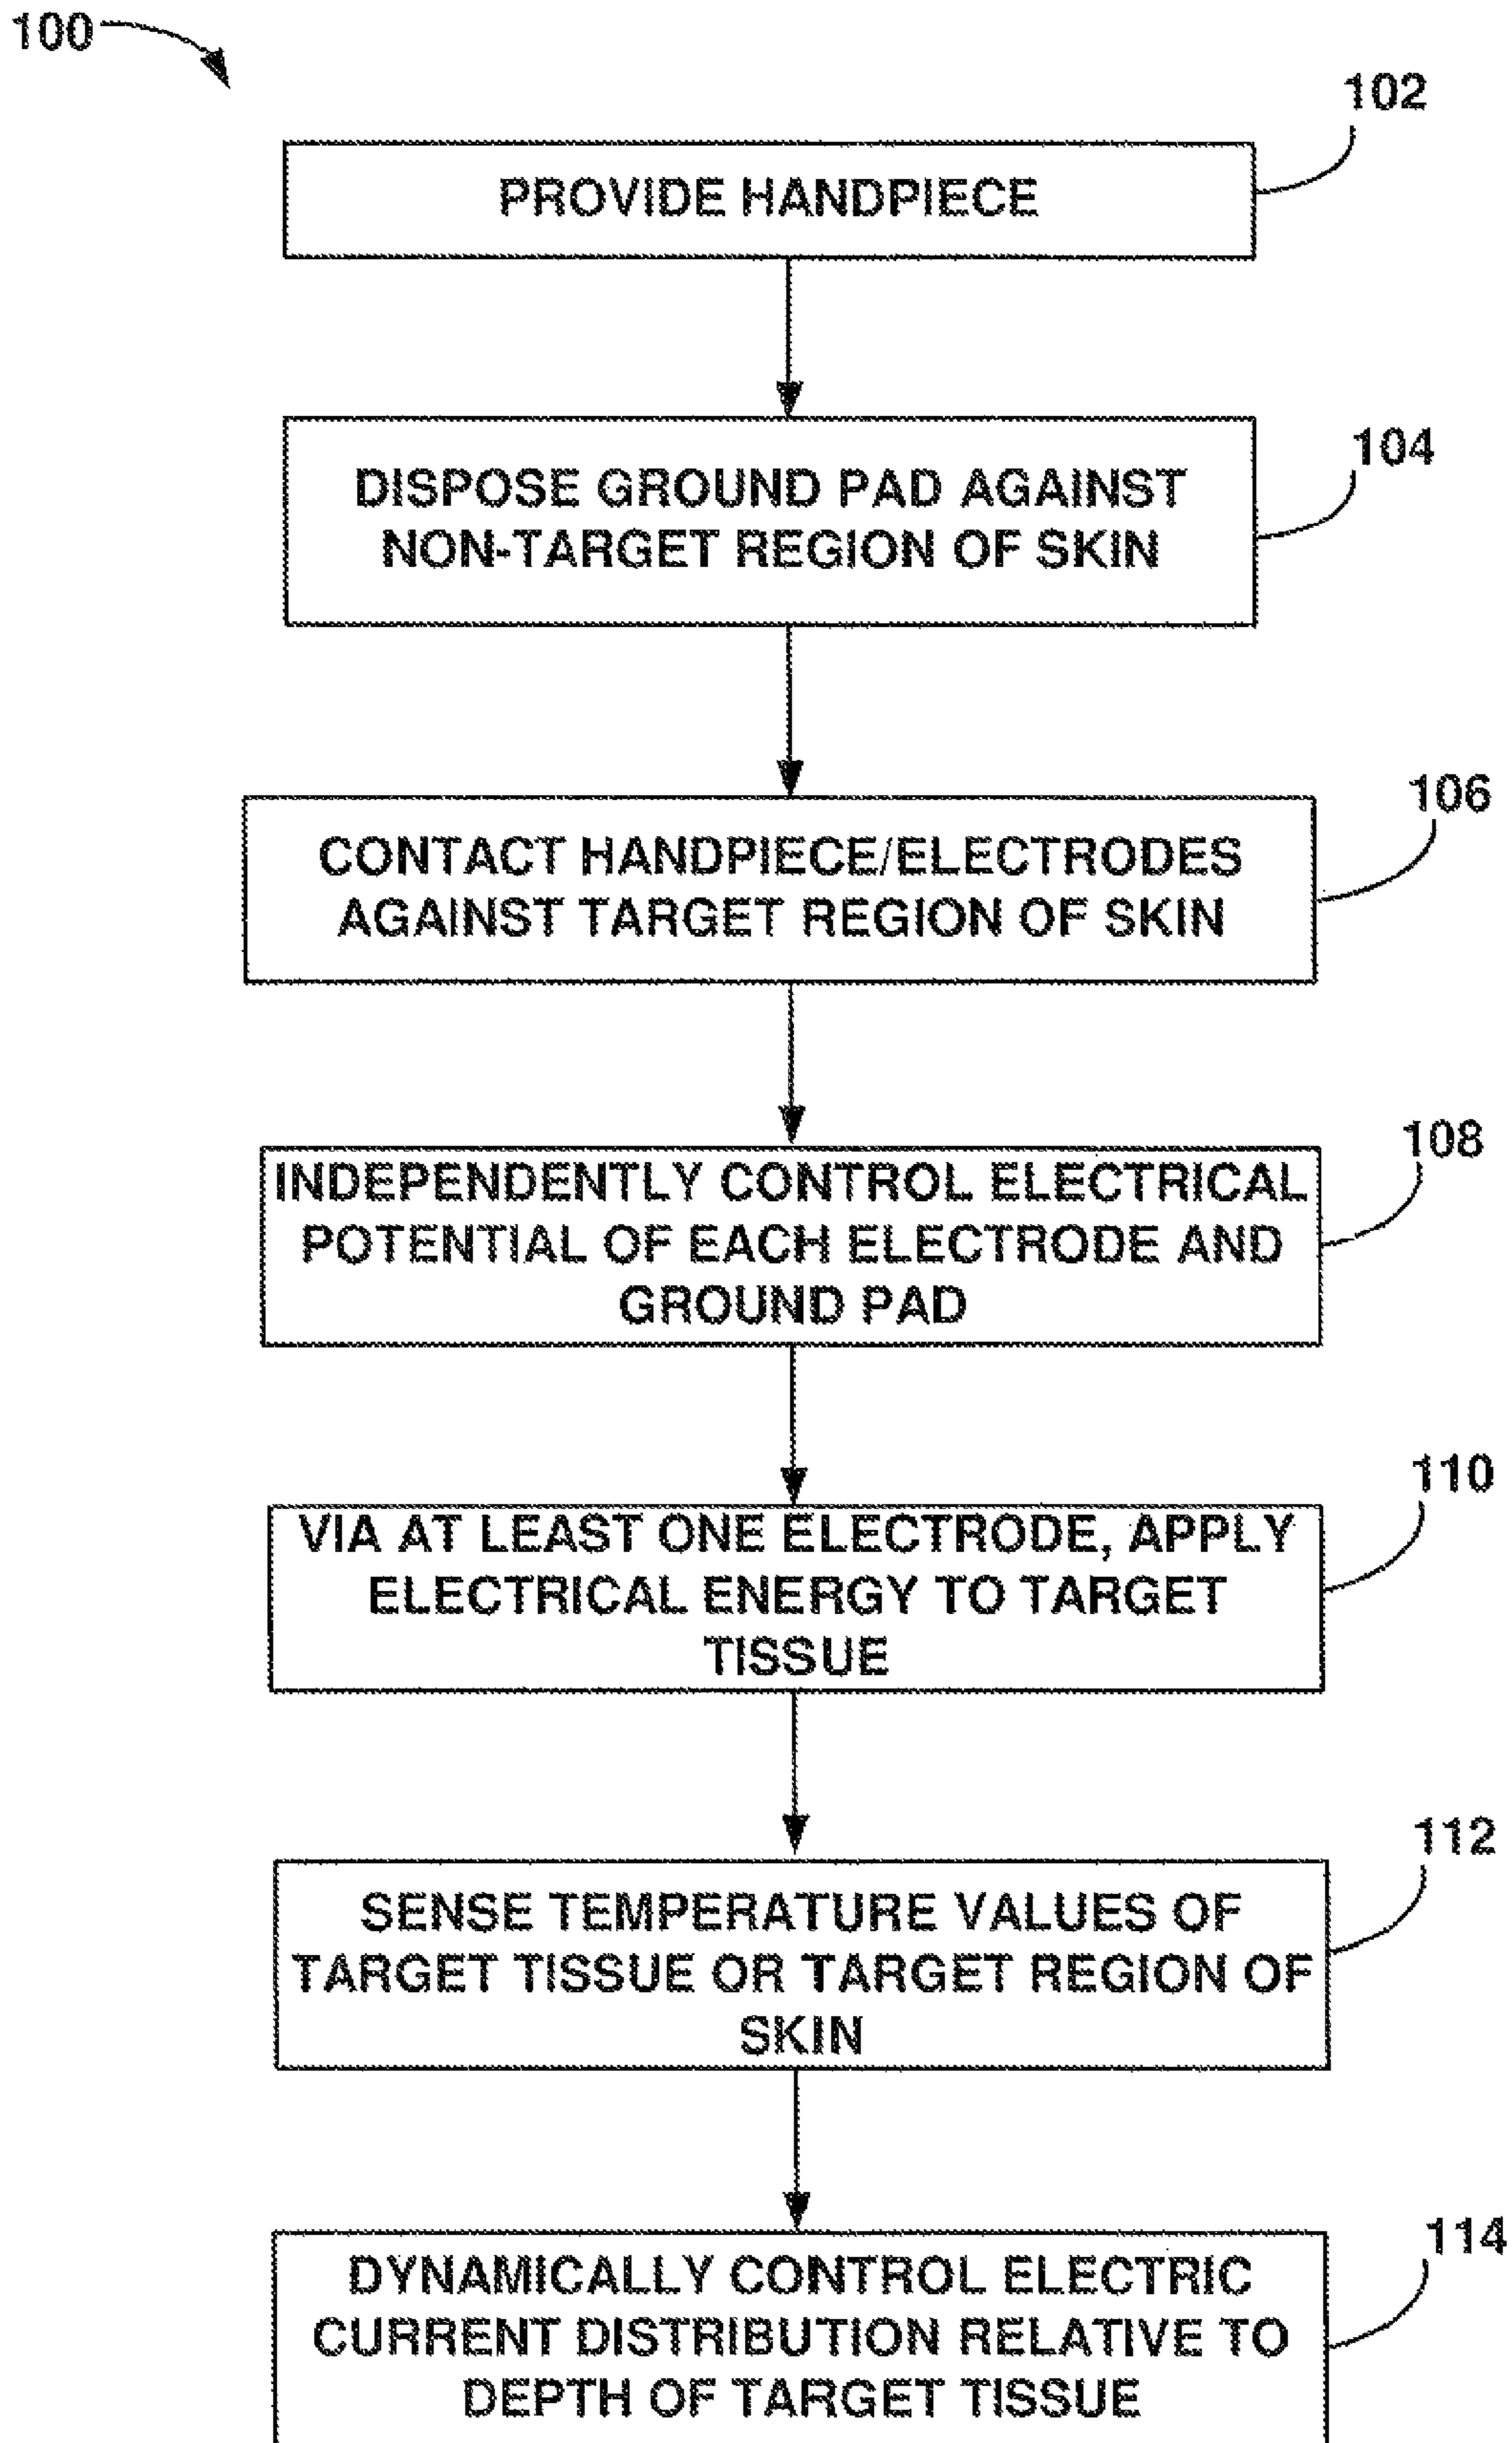 100
102
PROVIDE HANDPIECE
104
DISPOSE GROUND PAD AGAINST
NON-TARGET REGION OF SKIN
106
CONTACT HANDPIECE/ELECTRODES
AGAINST TARGET REGION OF SKIN
108
INDEPENDENTLY CONTROL ELECTRICAL
POTENTIAL OF EACH ELECTRODE AND
GROUND PAD
110
VIA AT LEAST ONE ELECTRODE, APPLY
ELECTRICAL ENERGY TO TARGET
TISSUE
112
SENSE TEMPERATURE VALUES OF
TARGET TISSUE OR TARGET REGION OF
SKIN
114
DYNAMICALLY CONTROL ELECTRIC
CURRENT DISTRIBUTION RELATIVE TO
DEPTH OF TARGET TISSUE